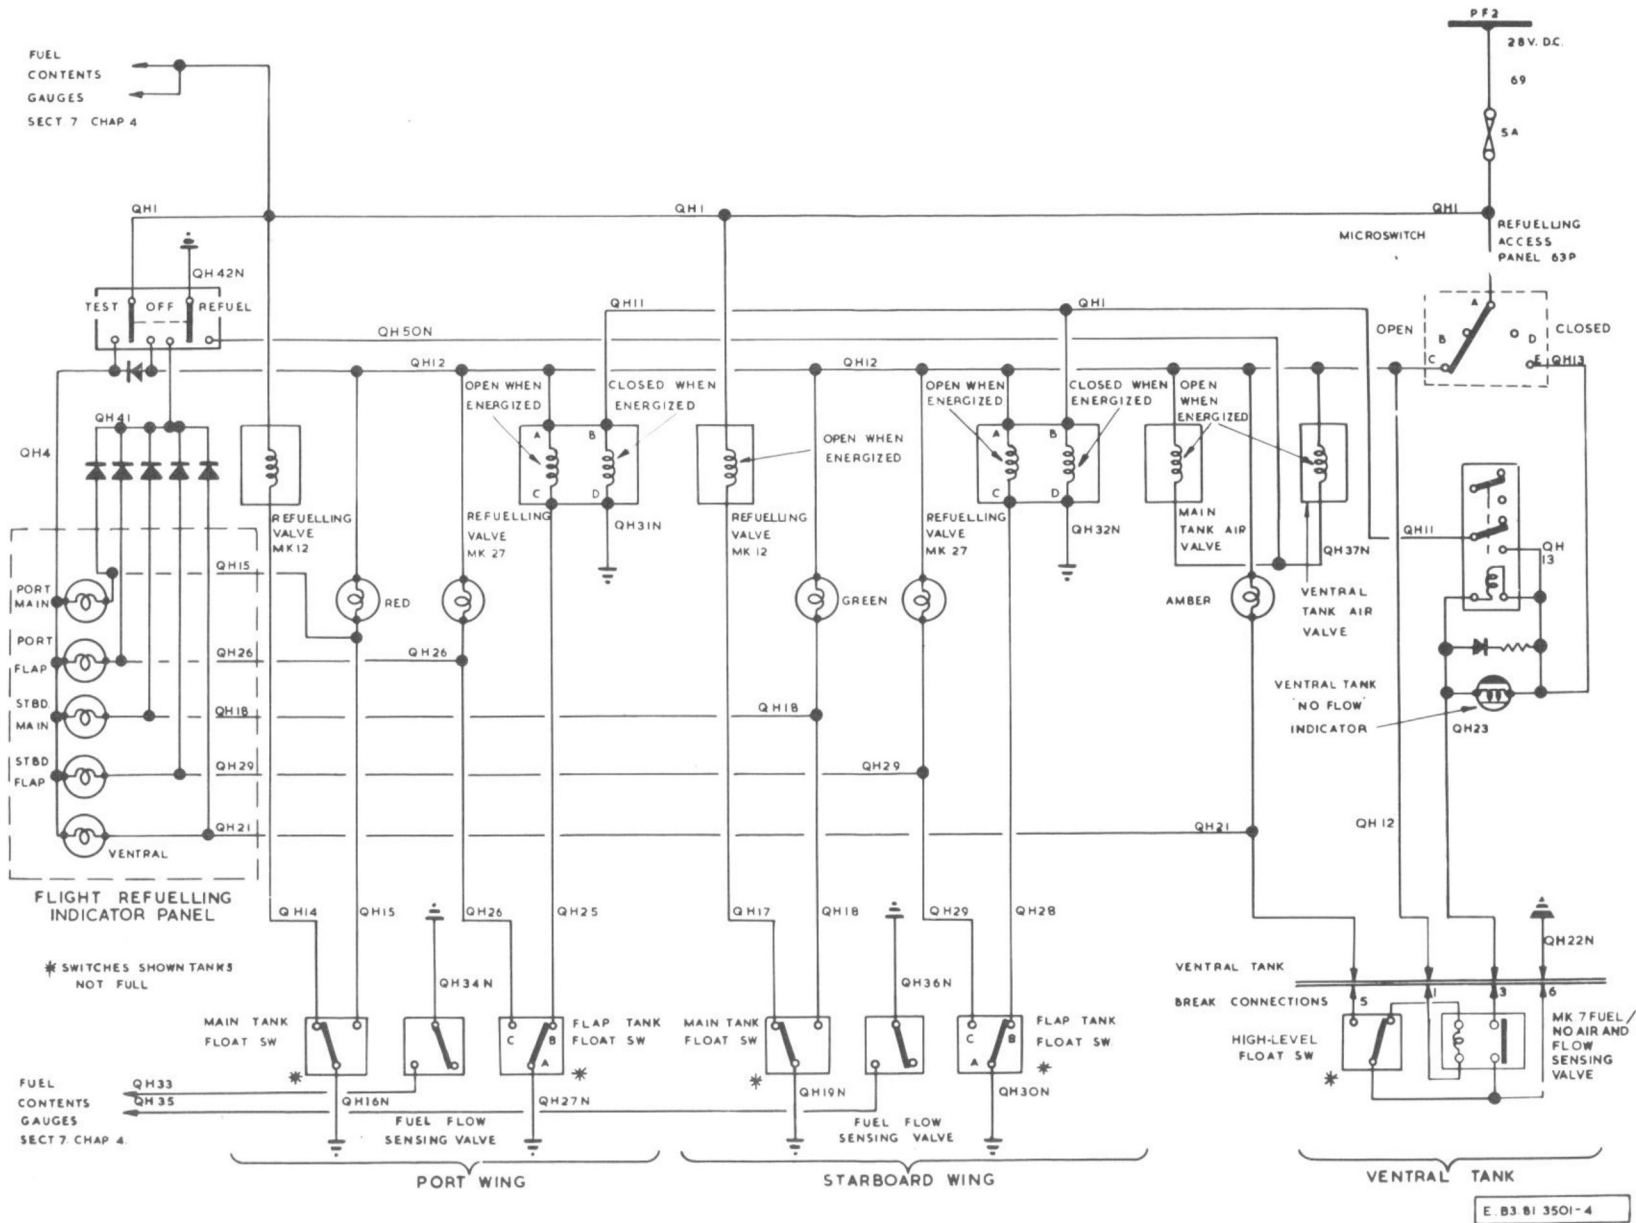 PF2
28V. D.C.
69
5A
FUEL
CONTENTS
GAUGES
SECT 7 CHAP 4
QH1
QH1
QH1
MICROSWITCH
REFUELLING
ACCESS
PANEL 63P
QH42N
TEST
OFF
REFUEL
QH50N
QH11
QH1
OPEN
A
B
C
D
E
CLOSED
QH13
QH12
QH12
OPEN WHEN
ENERGIZED
CLOSED WHEN
ENERGIZED
OPEN WHEN
ENERGIZED
CLOSED WHEN
ENERGIZED
OPEN
WHEN
ENERGIZED
QH41
QH4
A
B
C
D
OPEN WHEN
ENERGIZED
A
B
C
D
REFUELLING
VALVE
MK12
REFUELLING
VALVE
MK 27
QH31N
REFUELLING
VALVE
MK 12
REFUELLING
VALVE
MK 27
QH32N
MAIN
TANK AIR
VALVE
QH37N
QH11
QH
13
PORT
MAIN
QH15
RED
GREEN
AMBER
VENTRAL
TANK AIR
VALVE
PORT
FLAP
QH26
QH26
STBD.
MAIN
QH18
QH18
VENTRAL TANK
'NO FLOW'
INDICATOR
QH23
STBD
FLAP
QH29
QH29
QH21
QH21
QH12
VENTRAL
FLIGHT REFUELLING
INDICATOR PANEL
QH14
QH15
QH26
QH25
QH17
QH18
QH29
QH28
QH22N
* SWITCHES SHOWN TANKS
NOT FULL
QH34N
QH36N
VENTRAL TANK
BREAK CONNECTIONS
5
1
3
6
MAIN TANK
FLOAT SW
*
C
B
A
FLAP TANK
FLOAT SW
*
MAIN TANK
FLOAT SW
*
C
B
A
FLAP TANK
FLOAT SW
*
HIGH-LEVEL
FLOAT SW
*
MK.7 FUEL/
NO AIR AND
FLOW
SENSING
VALVE
FUEL
CONTENTS
GAUGES
SECT 7. CHAP 4.
QH33
QH35
QH16N
QH27N
QH19N
QH30N
FUEL FLOW
SENSING VALVE
FUEL FLOW
SENSING VALVE
PORT WING
STARBOARD WING
VENTRAL TANK
E. B3. 81 3501-4